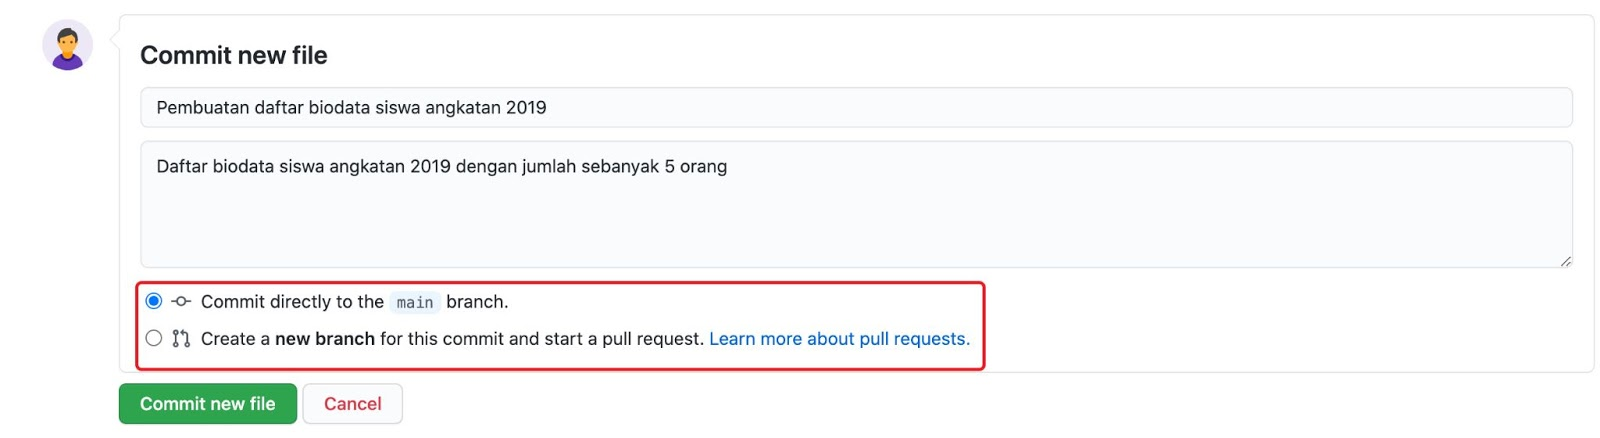 Commit new file
Pembuatan daftar biodata siswa angkatan 2019
Daftar biodata siswa angkatan 2019 dengan jumlah sebanyak 5 orang
Commit directly to the main branch.
Create a new branch for this commit and start a pull request. Learn more about pull requests.
Commit new file Cancel